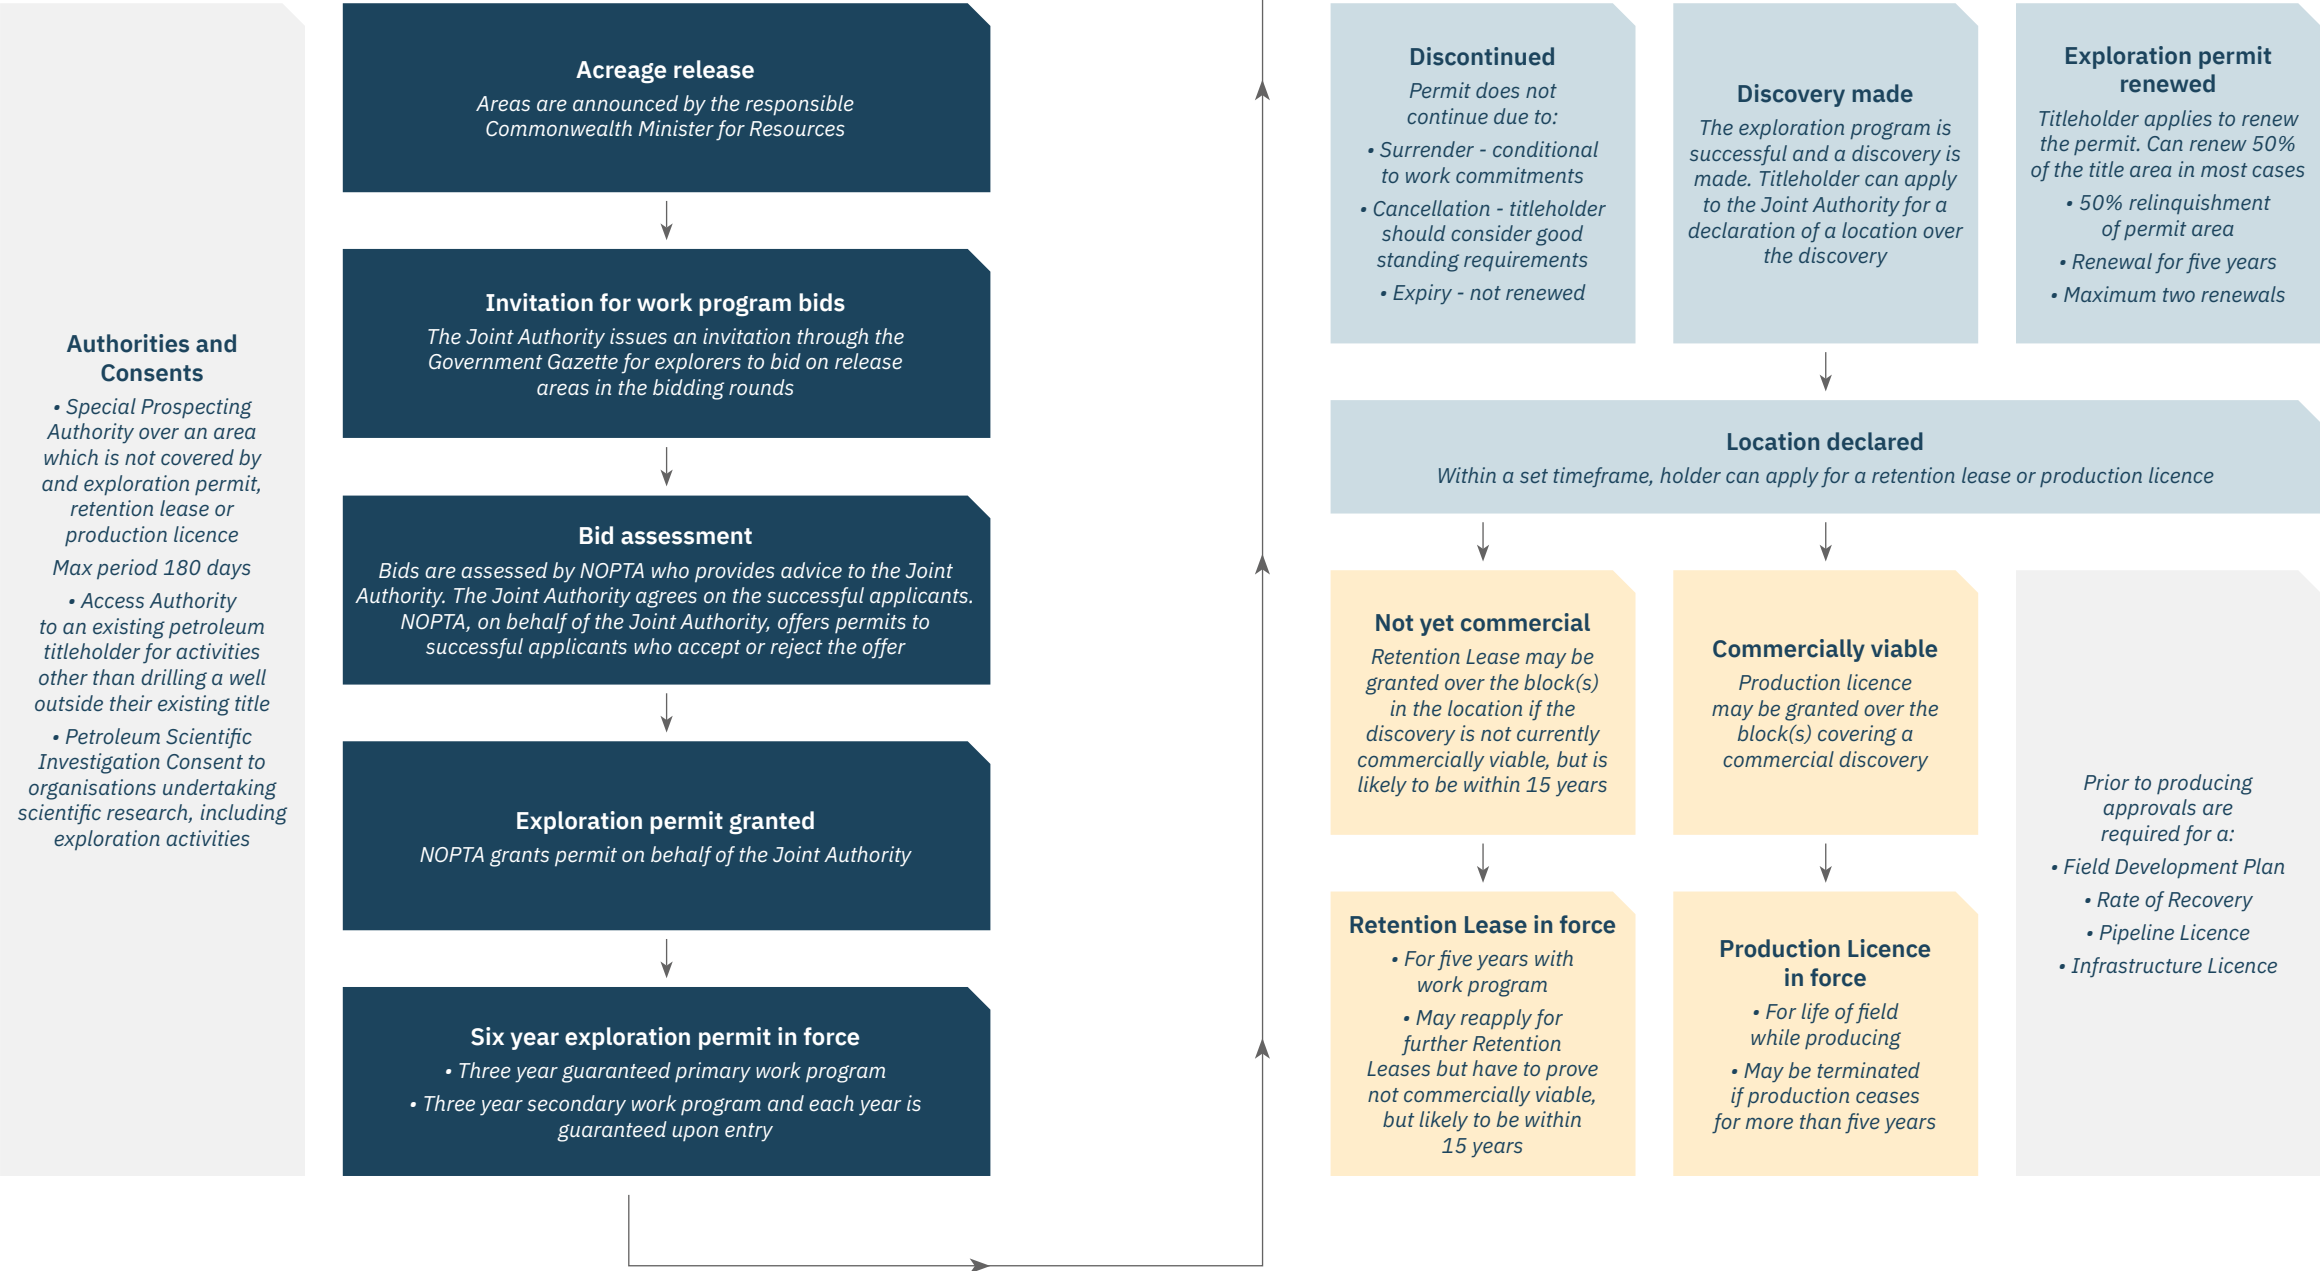 Authorities and
Consents
• Special Prospecting
Authority over an area
which is not covered by
and exploration permit,
retention lease or
production licence
Max period 180 days
• Access Authority
to an existing petroleum
titleholder for activities
other than drilling a well
outside their existing title
• Petroleum Scientific
Investigation Consent to
organisations undertaking
scientific research, including
exploration activities
Acreage release
Areas are announced by the responsible
Commonwealth Minister for Resources
Invitation for work program bids
The Joint Authority issues an invitation through the
Government Gazette for explorers to bid on release
areas in the bidding rounds
Bid assessment
Bids are assessed by NOPTA who provides advice to the Joint
Authority. The Joint Authority agrees on the successful applicants.
NOPTA, on behalf of the Joint Authority, offers permits to
successful applicants who accept or reject the offer
Exploration permit granted
NOPTA grants permit on behalf of the Joint Authority
Six year exploration permit in force
• Three year guaranteed primary work program
• Three year secondary work program and each year is
guaranteed upon entry
Discontinued
Permit does not
continue due to:
• Surrender - conditional
to work commitments
• Cancellation - titleholder
should consider good
standing requirements
• Expiry - not renewed
Discovery made
The exploration program is
successful and a discovery is
made. Titleholder can apply
to the Joint Authority for a
declaration of a location over
the discovery
Exploration permit
renewed
Titleholder applies to renew
the permit. Can renew 50%
of the title area in most cases
• 50% relinquishment
of permit area
• Renewal for five years
• Maximum two renewals
Location declared
Within a set timeframe, holder can apply for a retention lease or production licence
Not yet commercial
Retention Lease may be
granted over the block(s)
in the location if the
discovery is not currently
commercially viable, but is
likely to be within 15 years
Commercially viable
Production licence
may be granted over the
block(s) covering a
commercial discovery
Retention Lease in force
• For five years with
work program
• May reapply for
further Retention
Leases but have to prove
not commercially viable,
but likely to be within
15 years
Production Licence
in force
• For life of field
while producing
• May be terminated
if production ceases
for more than five years
Prior to producing
approvals are
required for a:
• Field Development Plan
• Rate of Recovery
• Pipeline Licence
• Infrastructure Licence